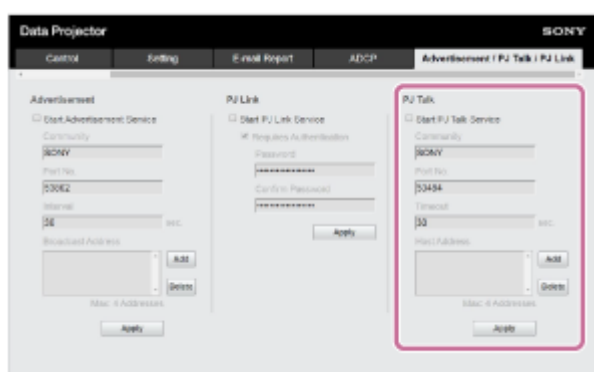 Data Projector
SONY
Control
Setting
E-mail Report
ADCP
Advertisement / PJ Talk / PJ Link
Advertisement
Start Advertisement Service
Community
SONY
Port No.
53862
Interval
30 sec.
Broadcast Address
Add
Delete
Max: 4 Addresses
Apply
PJ Link
Start PJ Link Service
Requires Authentication
Password
Confirm Password
Apply
PJ Talk
Start PJ Talk Service
Community
SONY
Port No.
53484
Timeout
30 sec.
Host Address
Add
Delete
Max: 4 Addresses
Apply